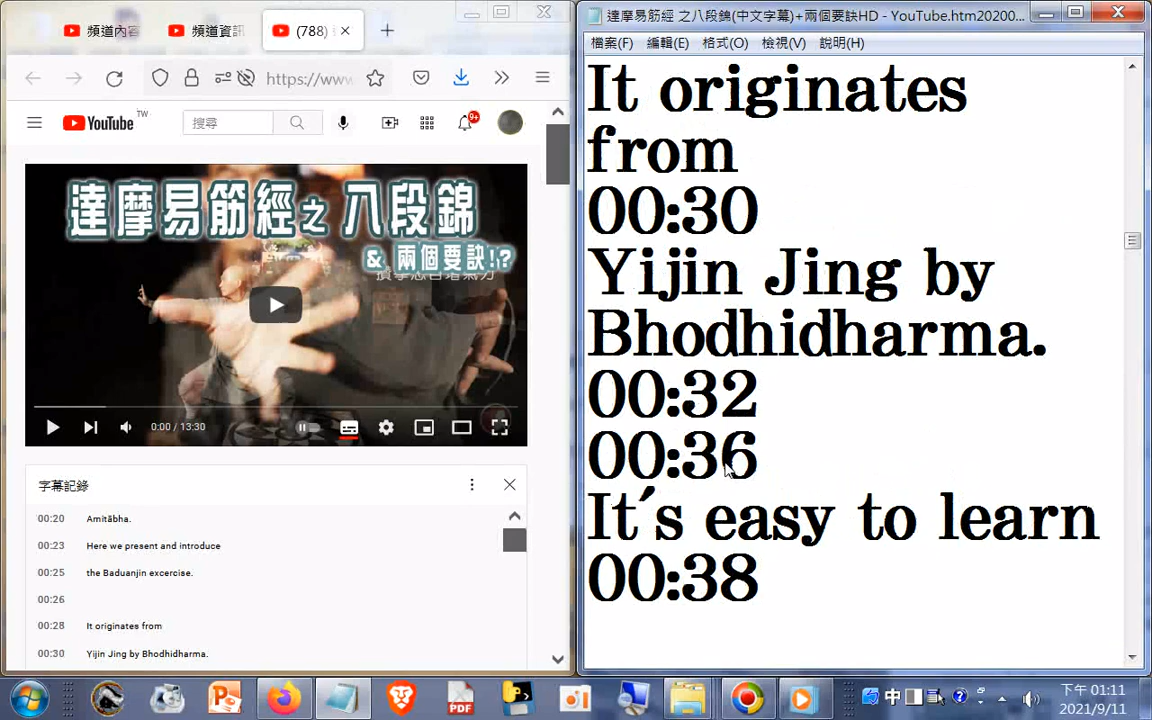 頻道內容
頻道資訊
(788)
https://www
YouTube TW
搜尋
9+
達摩易筋經之 八段錦
& 兩個要訣!?
0:00 / 13:30
字幕記錄
00:20 Amitābha.
00:23 Here we present and introduce
00:25 the Baduanjin excercise.
00:26
00:28 It originates from
00:30 Yijin Jing by Bhodhidharma.
達摩易筋經 之八段錦(中文字幕)+兩個要訣HD - YouTube.htm20200...
檔案(F) 編輯(E) 格式(O) 檢視(V) 說明(H)
It originates
from
00:30
Yijin Jing by
Bhodhidharma.
00:32
00:36
It's easy to learn
00:38
PDF
中
下午 01:11
2021/9/11